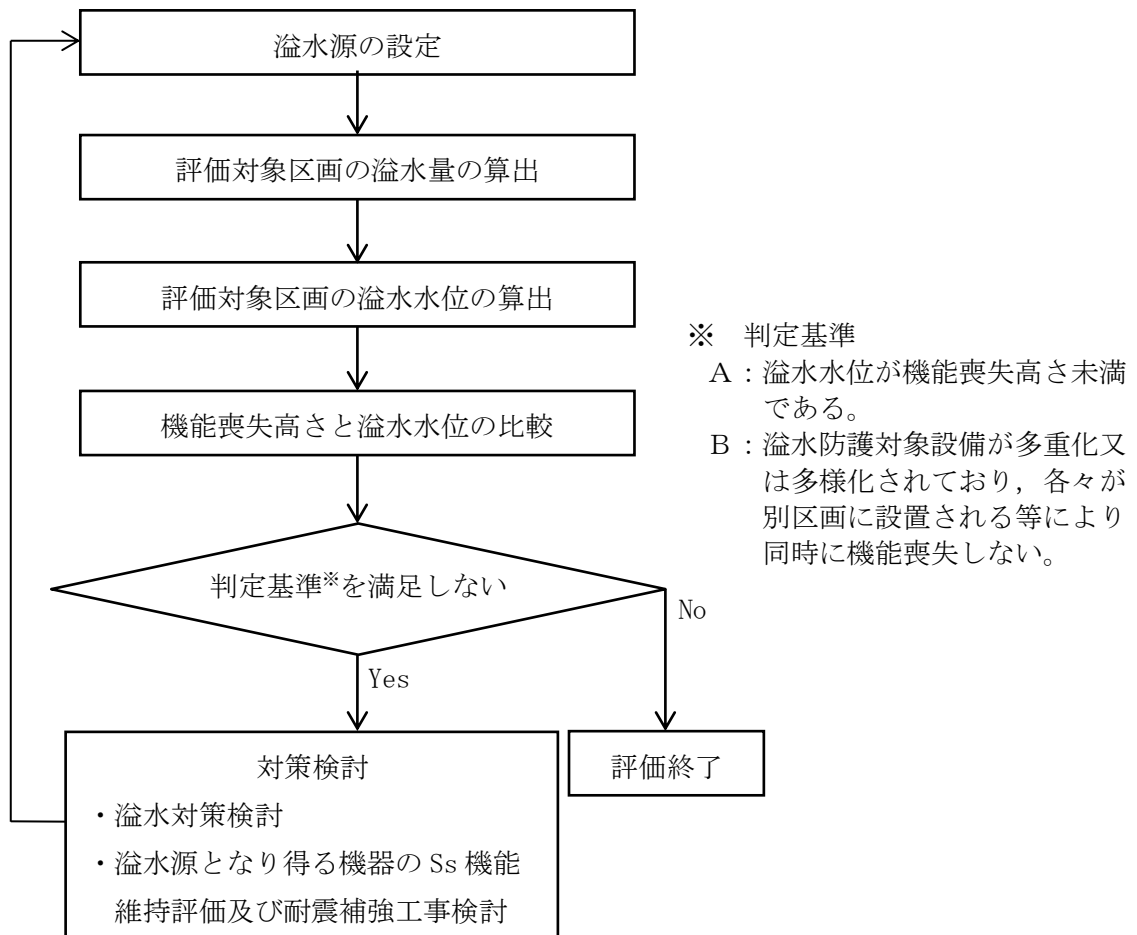 溢水源の設定
評価対象区画の溢水量の算出
評価対象区画の溢水水位の算出
機能喪失高さと溢水水位の比較
判定基準※を満足しない
No
Yes
対策検討
・溢水対策検討
・溢水源となり得る機器の Ss 機能
維持評価及び耐震補強工事検討
評価終了
※ 判定基準
A:溢水水位が機能喪失高さ未満
である。
B:溢水防護対象設備が多重化又
は多様化されており,各々が
別区画に設置される等により
同時に機能喪失しない。